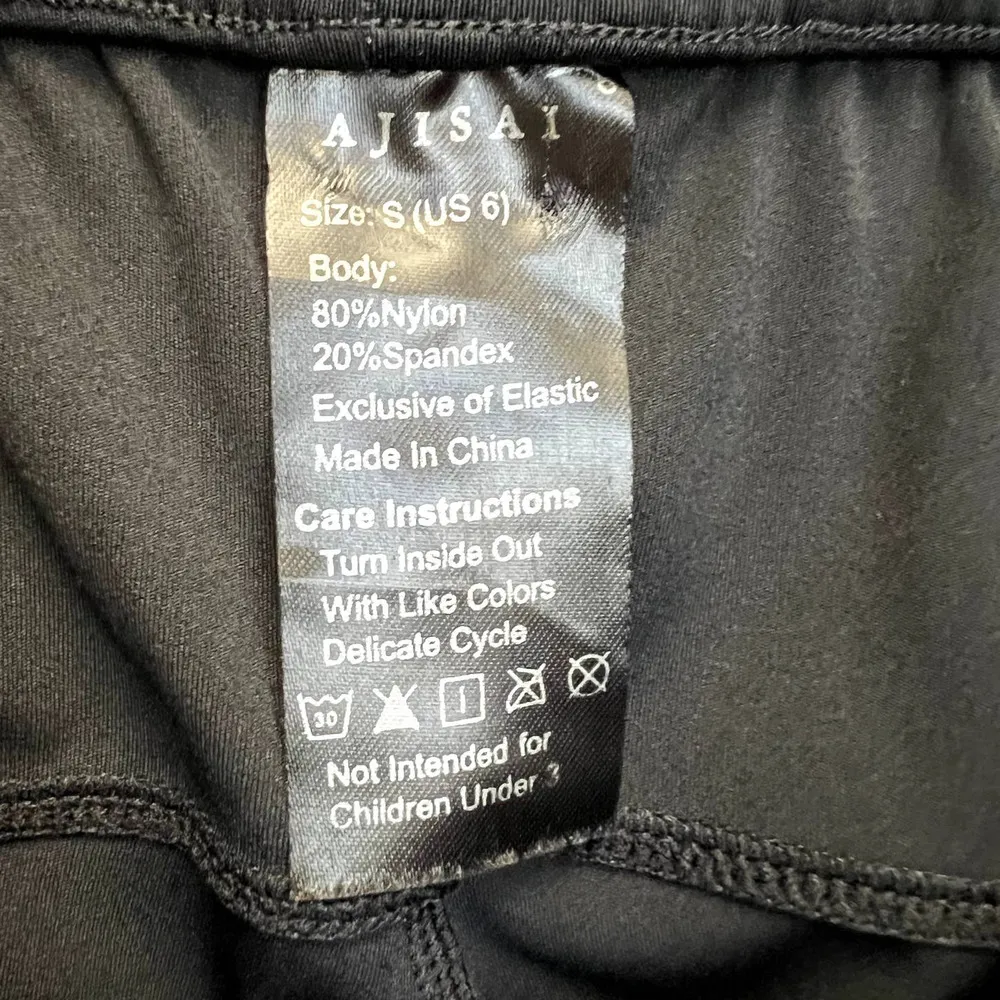 AJISAI
Size: S (US 6)
Body:
80%Nylon
20%Spandex
Exclusive of Elastic
Made In China
Care Instructions
Turn Inside Out
With Like Colors
Delicate Cycle
30
Not Intended for
Children Under 3